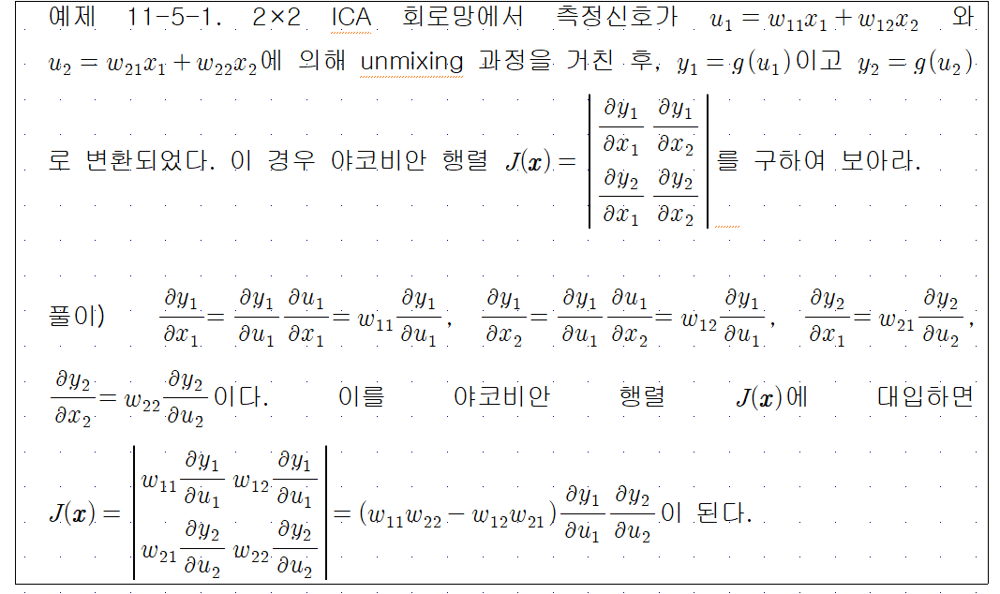 예제 11-5-1. 2×2 ICA 회로망에서 측정신호가 $u_1 = w_{11}x_1 + w_{12}x_2$ 와
$u_2 = w_{21}x_1 + w_{22}x_2$에 의해 unmixing 과정을 거친 후, $y_1 = g(u_1)$이고 $y_2 = g(u_2)$
로 변환되었다. 이 경우 야코비안 행렬 $J(\boldsymbol{x}) = \begin{vmatrix} \frac{\partial y_1}{\partial x_1} & \frac{\partial y_1}{\partial x_2} \\ \frac{\partial y_2}{\partial x_1} & \frac{\partial y_2}{\partial x_2} \end{vmatrix}$를 구하여 보아라.
풀이) $\frac{\partial y_1}{\partial x_1} = \frac{\partial y_1}{\partial u_1}\frac{\partial u_1}{\partial x_1} = w_{11}\frac{\partial y_1}{\partial u_1}$, $\frac{\partial y_1}{\partial x_2} = \frac{\partial y_1}{\partial u_1}\frac{\partial u_1}{\partial x_2} = w_{12}\frac{\partial y_1}{\partial u_1}$, $\frac{\partial y_2}{\partial x_1} = w_{21}\frac{\partial y_2}{\partial u_2}$,
$\frac{\partial y_2}{\partial x_2} = w_{22}\frac{\partial y_2}{\partial u_2}$이다. 이를 야코비안 행렬 $J(\boldsymbol{x})$에 대입하면
$J(\boldsymbol{x}) = \begin{vmatrix} w_{11}\frac{\partial y_1}{\partial u_1} & w_{12}\frac{\partial y_1}{\partial u_1} \\ w_{21}\frac{\partial y_2}{\partial u_2} & w_{22}\frac{\partial y_2}{\partial u_2} \end{vmatrix} = (w_{11}w_{22} - w_{12}w_{21})\frac{\partial y_1}{\partial u_1}\frac{\partial y_2}{\partial u_2}$이 된다.